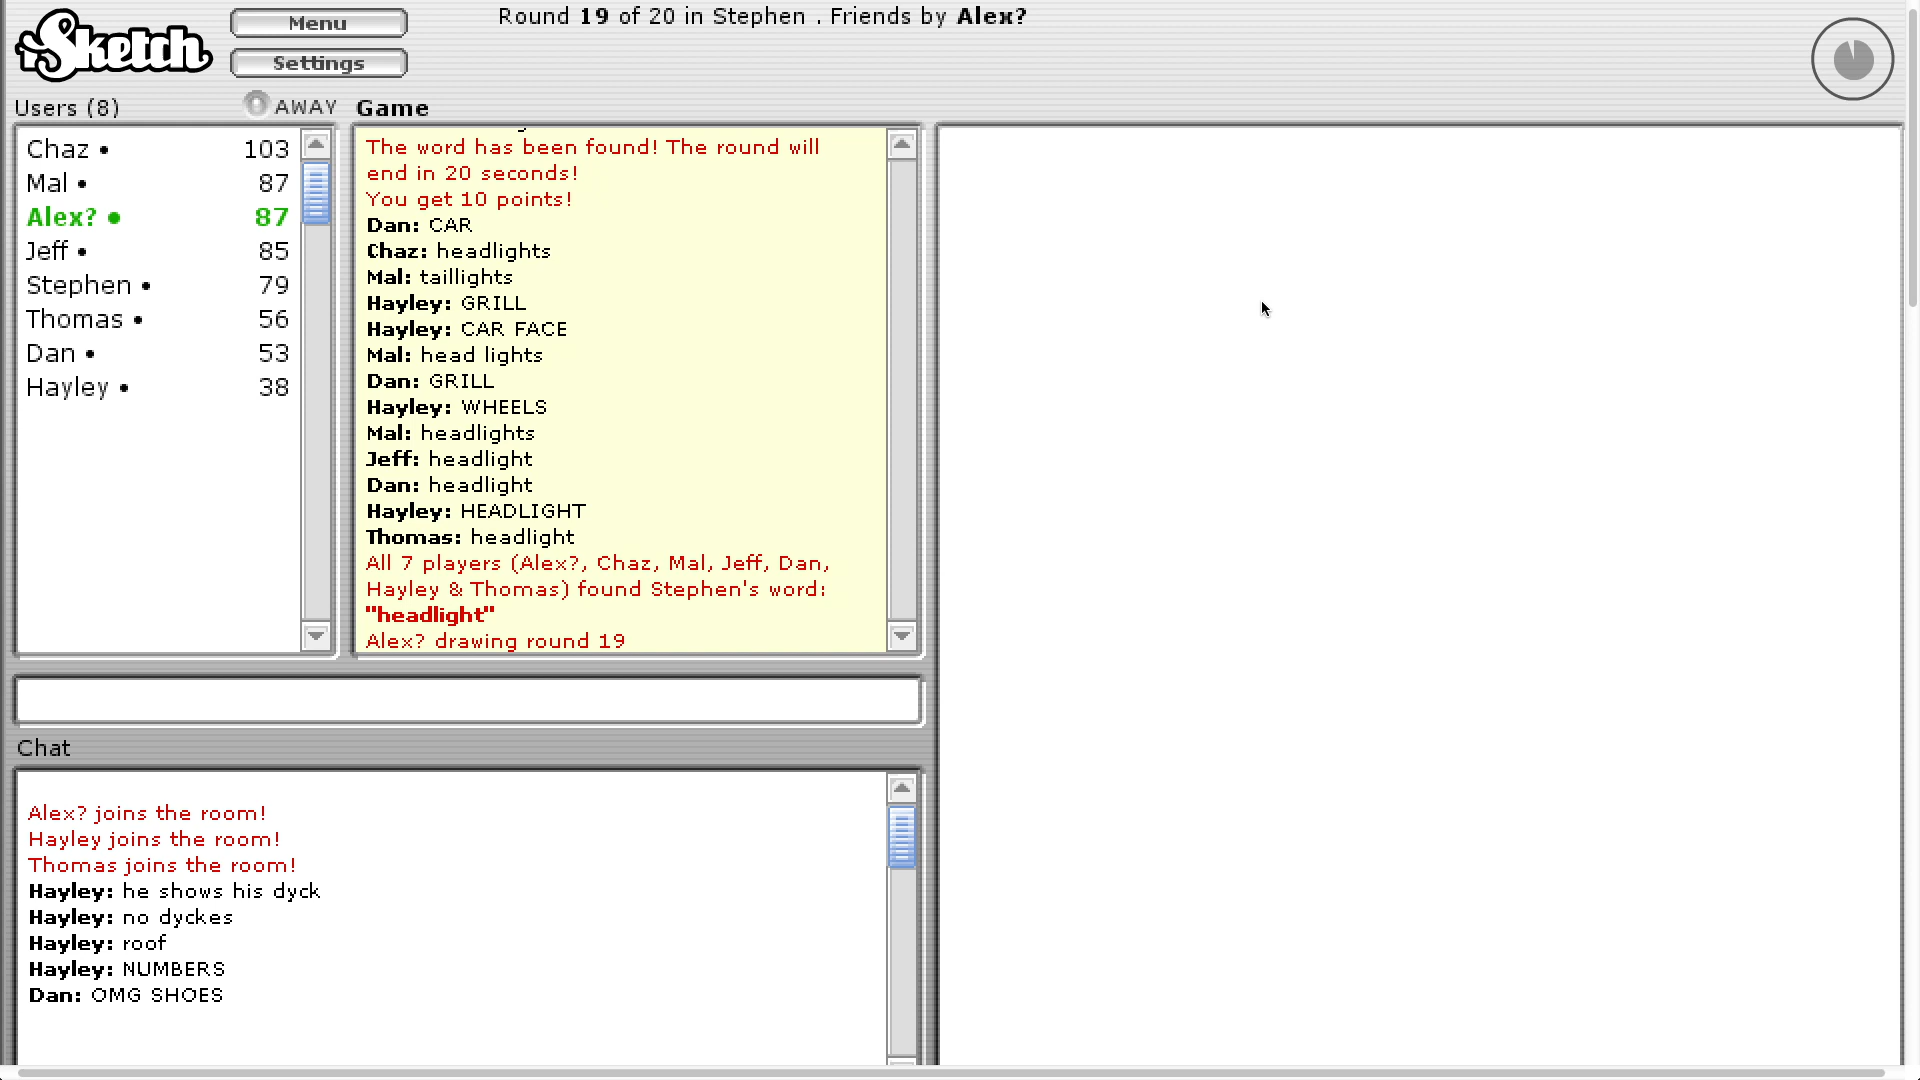 iSketch
Menu
Settings
Round 19 of 20 in Stephen . Friends by Alex?
Users (8)
AWAY
Game
Chaz • 103
Mal • 87
Alex? • 87
Jeff • 85
Stephen • 79
Thomas • 56
Dan • 53
Hayley • 38
The word has been found! The round will
end in 20 seconds!
You get 10 points!
Dan: CAR
Chaz: headlights
Mal: taillights
Hayley: GRILL
Hayley: CAR FACE
Mal: head lights
Dan: GRILL
Hayley: WHEELS
Mal: headlights
Jeff: headlight
Dan: headlight
Hayley: HEADLIGHT
Thomas: headlight
All 7 players (Alex?, Chaz, Mal, Jeff, Dan,
Hayley & Thomas) found Stephen's word:
"headlight"
Alex? drawing round 19
Chat
Alex? joins the room!
Hayley joins the room!
Thomas joins the room!
Hayley: he shows his dyck
Hayley: no dyckes
Hayley: roof
Hayley: NUMBERS
Dan: OMG SHOES